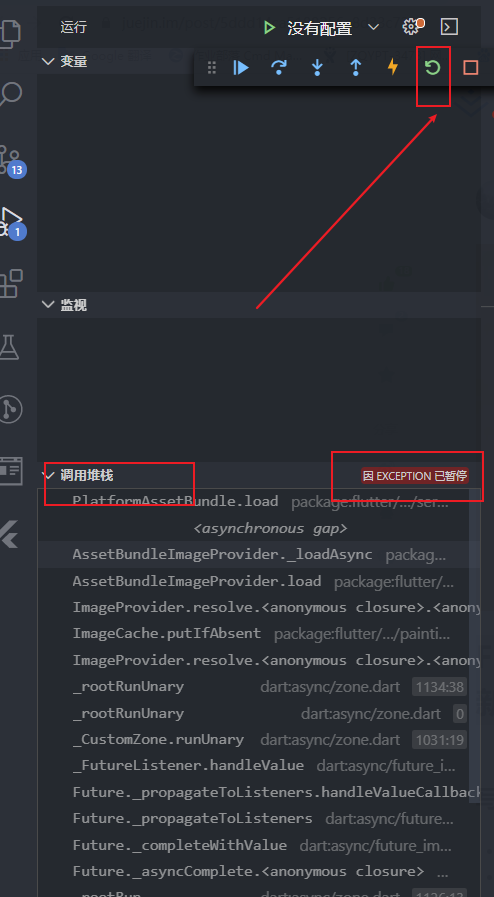 运行
没有配置
变量
13
1
监视
调用堆栈 因 EXCEPTION 已暂停
PlatformAssetBundle.load package:flutter/.../ser...
<asynchronous gap>
AssetBundleImageProvider._loadAsync packag...
AssetBundleImageProvider.load package:flutter/...
ImageProvider.resolve.<anonymous closure>.<anony
ImageCache.putIfAbsent package:flutter/.../painti...
ImageProvider.resolve.<anonymous closure>.<anony
_rootRunUnary dart:async/zone.dart 1134:38
_rootRunUnary dart:async/zone.dart 0
_CustomZone.runUnary dart:async/zone.dart 1031:19
_FutureListener.handleValue dart:async/future_i...
Future._propagateToListeners.handleValueCallback
Future._propagateToListeners dart:async/future...
Future._completeWithValue dart:async/future_im...
Future._asyncComplete.<anonymous closure> ...
_rootRun dart:async/zone.dart 1126:13